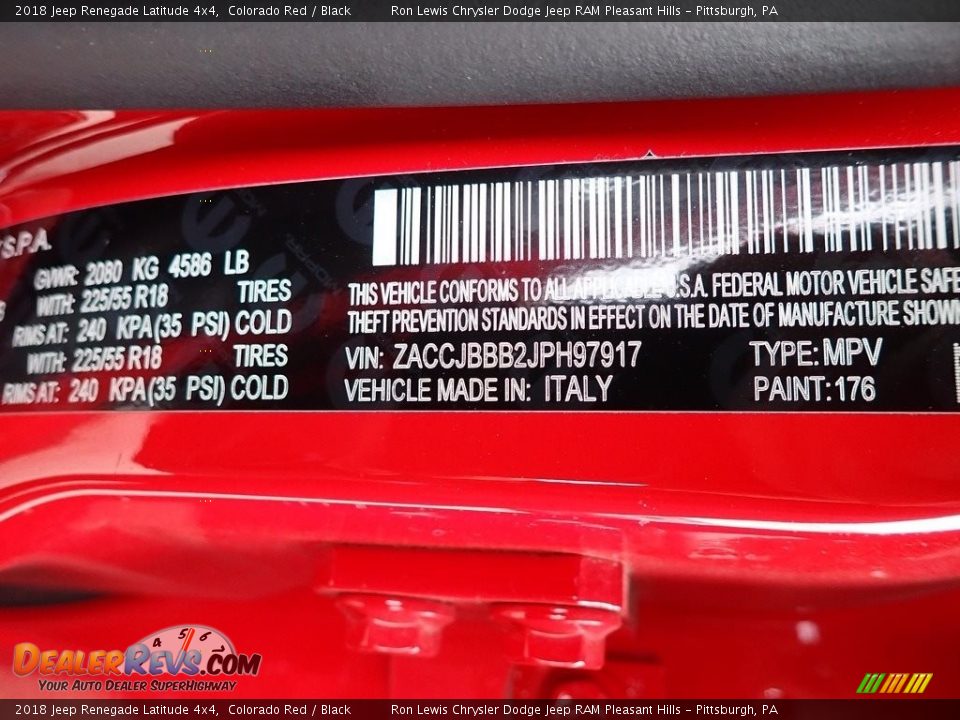 2018 Jeep Renegade Latitude 4x4, Colorado Red / Black Ron Lewis Chrysler Dodge Jeep RAM Pleasant Hills - Pittsburgh, PA
S.P.A.
GVWR: 2080 KG 4586 LB
WITH: 225/55 R18 TIRES
RIMS AT: 240 KPA(35 PSI) COLD
WITH: 225/55 R18 TIRES
RIMS AT: 240 KPA(35 PSI) COLD
THIS VEHICLE CONFORMS TO ALL APPLICABLE U.S.A. FEDERAL MOTOR VEHICLE SAFE
THEFT PREVENTION STANDARDS IN EFFECT ON THE DATE OF MANUFACTURE SHOWN
VIN: ZACCJBBB2JPH97917 TYPE: MPV
VEHICLE MADE IN: ITALY PAINT: 176
4 5 6
DEALERREVS.COM
YOUR AUTO DEALER SUPERHIGHWAY
2018 Jeep Renegade Latitude 4x4, Colorado Red / Black Ron Lewis Chrysler Dodge Jeep RAM Pleasant Hills - Pittsburgh, PA